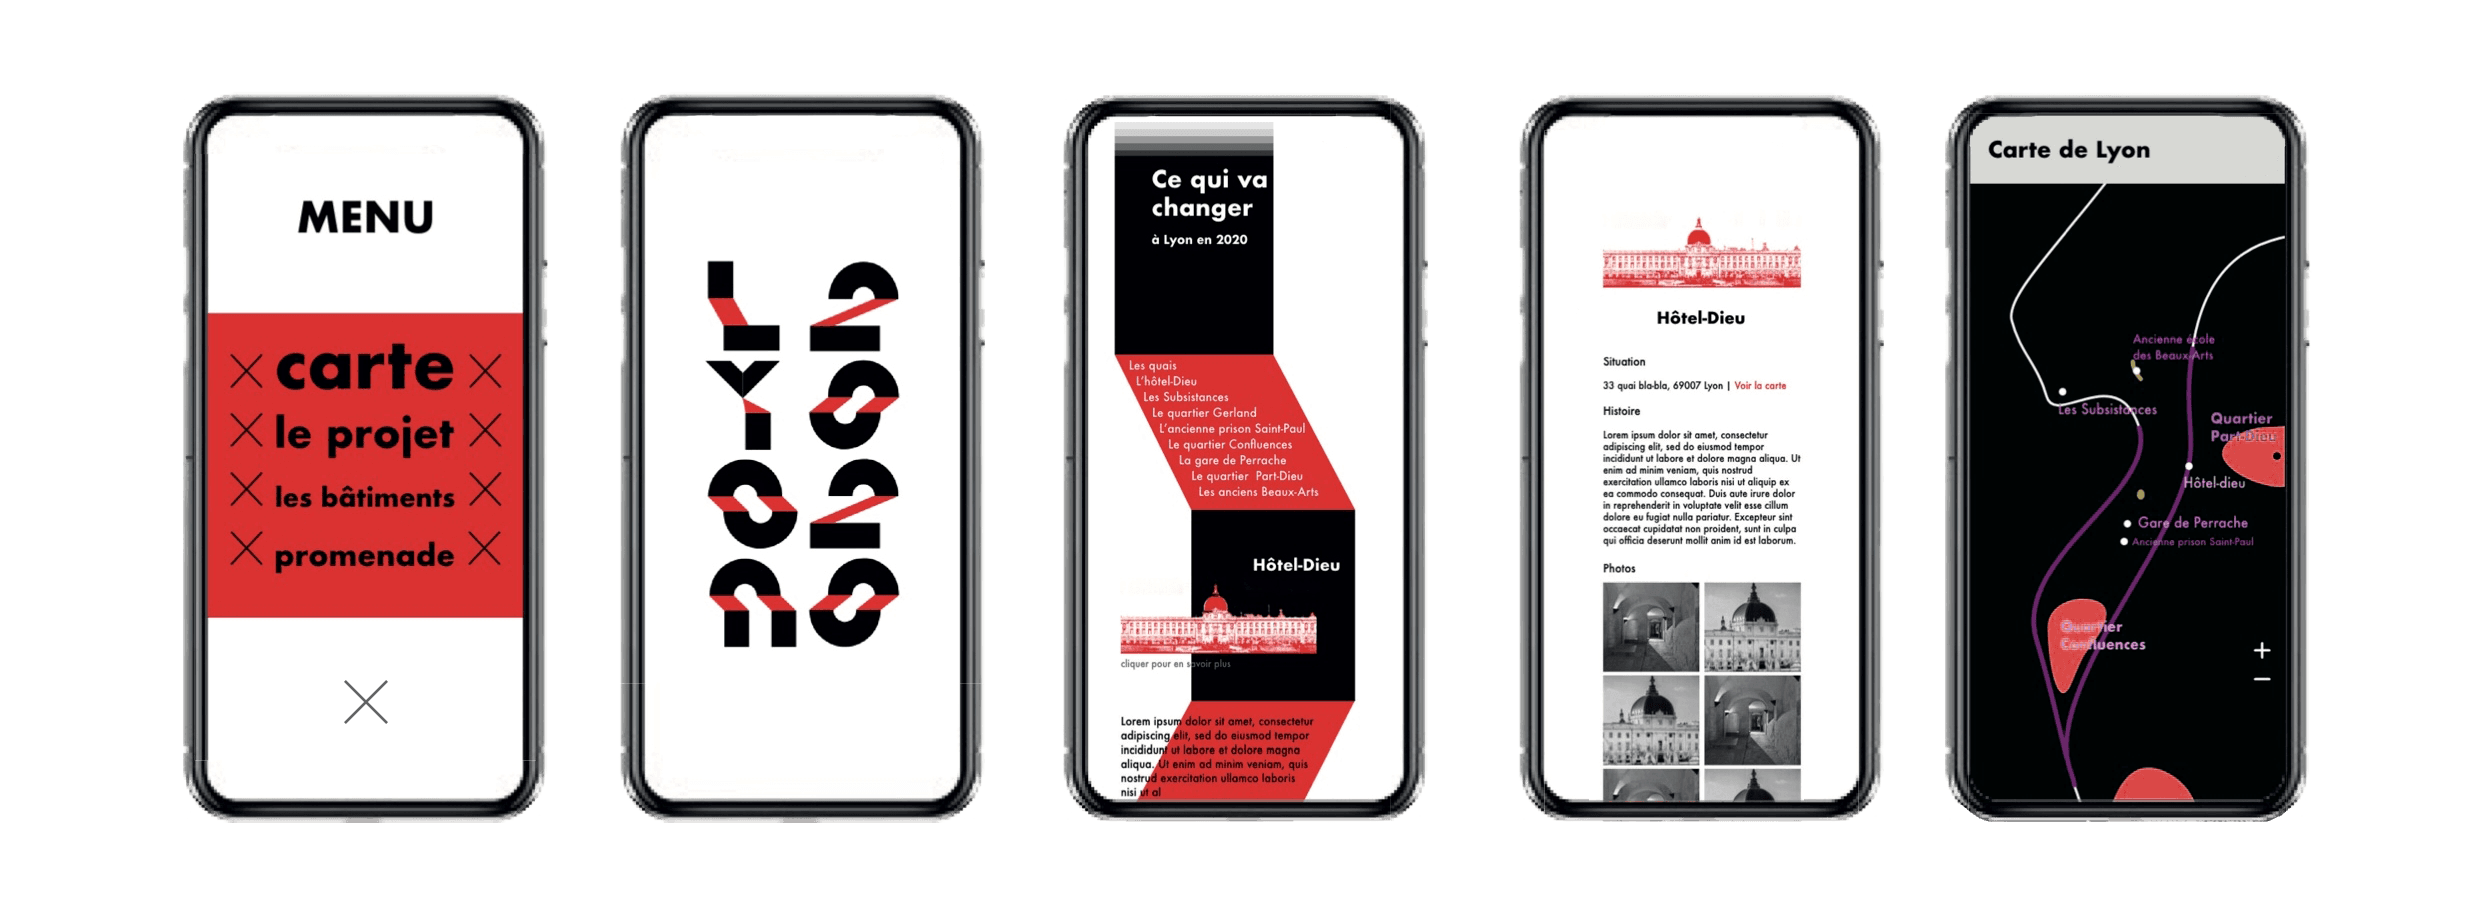 MENU
carte
le projet
les bâtiments
promenade
LYOn
2020
Ce qui va
changer
à Lyon en 2020
Les quais
L'hôtel-Dieu
Les Subsistances
Le quartier Gerland
L'ancienne prison Saint-Paul
Le quartier Confluences
La gare de Perrache
Le quartier Part-Dieu
Les anciens Beaux-Arts
Hôtel-Dieu
cliquer pour en savoir plus
Lorem ipsum dolor sit amet, consectetur
adipiscing elit, sed do eiusmod tempor
incididunt ut labore et dolore magna
aliqua. Ut enim ad minim veniam, quis
nostrud exercitation ullamco laboris
nisi ut al
Hôtel-Dieu
Situation
33 quai bla-bla, 69007 Lyon | Voir la carte
Histoire
Lorem ipsum dolor sit amet, consectetur
adipiscing elit, sed do eiusmod tempor
incididunt ut labore et dolore magna aliqua. Ut
enim ad minim veniam, quis nostrud
exercitation ullamco laboris nisi ut aliquip ex
ea commodo consequat. Duis aute irure dolor
in reprehenderit in voluptate velit esse cillum
dolore eu fugiat nulla pariatur. Excepteur sint
occaecat cupidatat non proident, sunt in culpa
qui officia deserunt mollit anim id est laborum.
Photos
Carte de Lyon
Ancienne école
des Beaux-Arts
Les Subsistances
Quartier
Part-Dieu
Hôtel-dieu
Gare de Perrache
Ancienne prison Saint-Paul
Quartier
Confluences
+
−